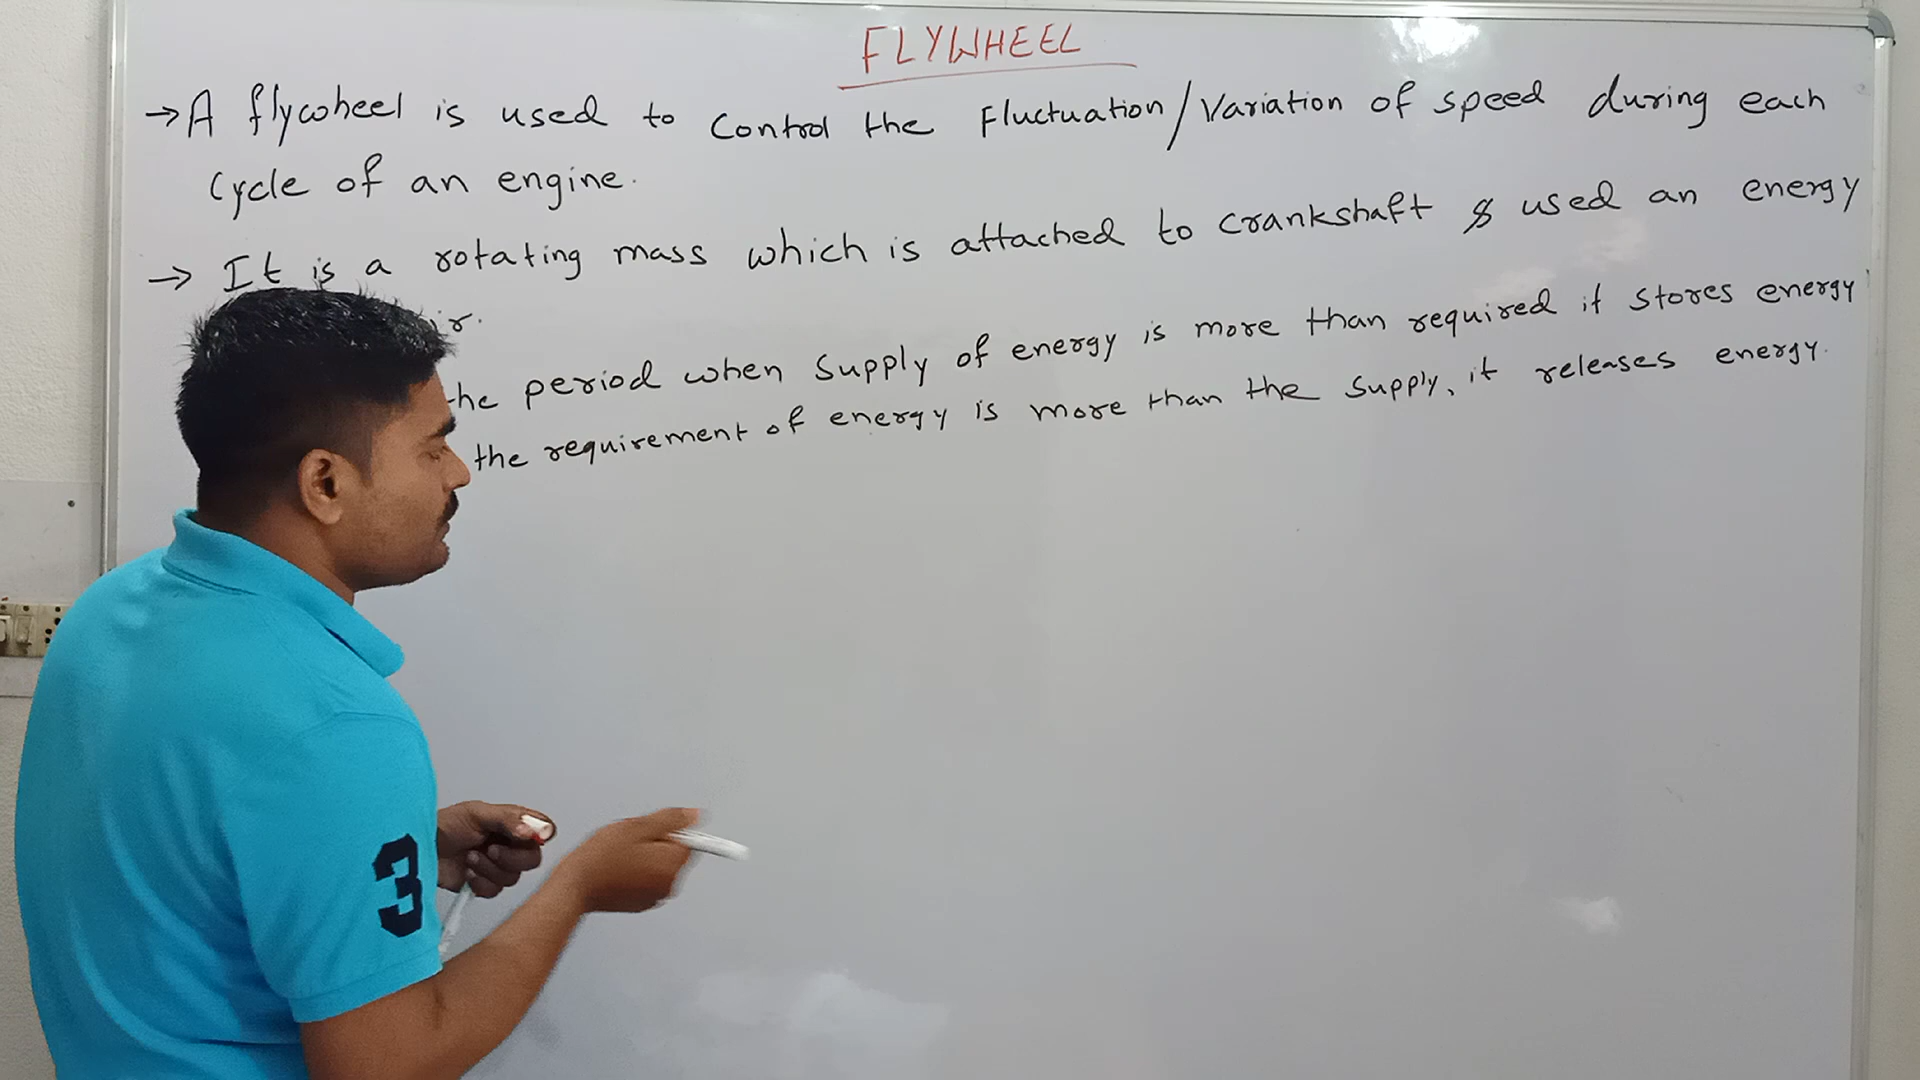 FLYWHEEL
→ A flywheel is used to control the Fluctuation/Variation of speed during each
cycle of an engine.
→ It is a rotating mass which is attached to crankshaft & used an energy
period when supply of energy is more than required it stores energy
the requirement of energy is more than the supply, it releases energy.
3